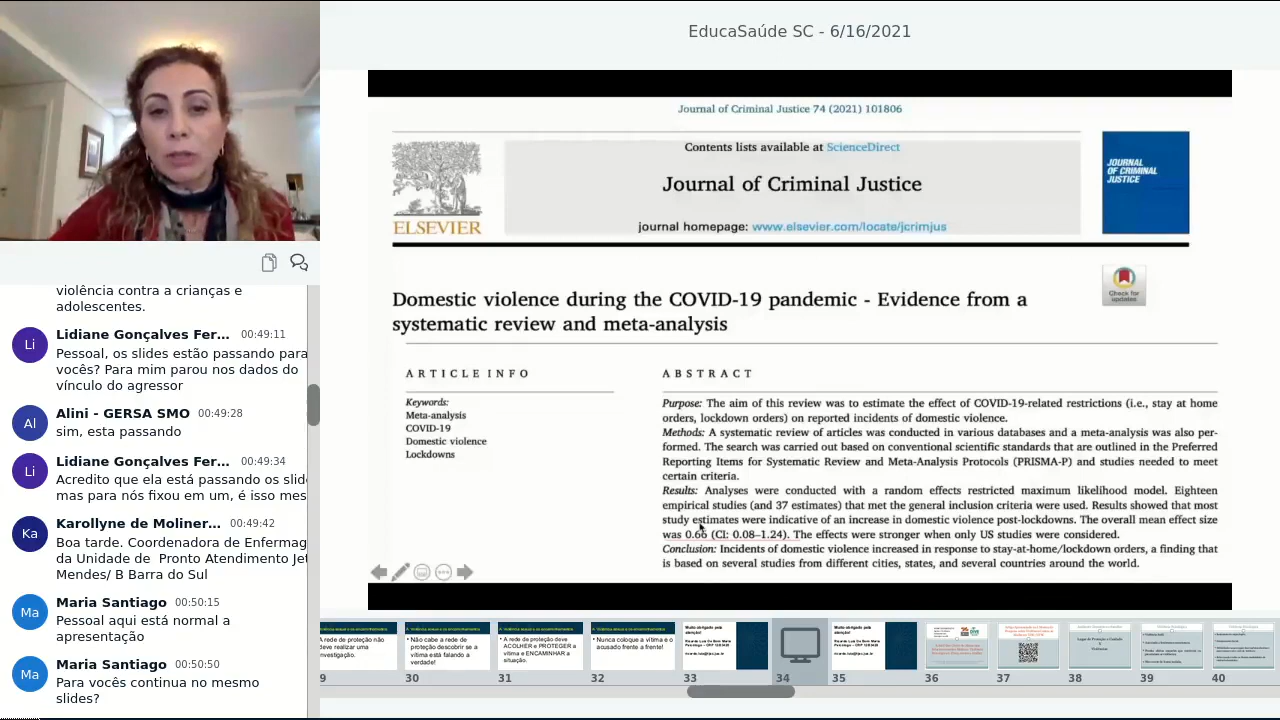 EducaSaúde SC - 6/16/2021
violência contra a crianças e
adolescentes.
Li
Lidiane Gonçalves Fer... 00:49:11
Pessoal, os slides estão passando para
vocês? Para mim parou nos dados do
vínculo do agressor
Al
Alini - GERSA SMO 00:49:28
sim, esta passando
Li
Lidiane Gonçalves Fer... 00:49:34
Acredito que ela está passando os slid
mas para nós fixou em um, é isso mes
Ka
Karollyne de Moliner... 00:49:42
Boa tarde. Coordenadora de Enfermag
da Unidade de Pronto Atendimento Jet
Mendes/ B Barra do Sul
Ma
Maria Santiago 00:50:15
Pessoal aqui está normal a
apresentação
Ma
Maria Santiago 00:50:50
Para vocês continua no mesmo
slides?
Journal of Criminal Justice 74 (2021) 101806
Contents lists available at ScienceDirect
Journal of Criminal Justice
journal homepage: www.elsevier.com/locate/jcrimjus
ELSEVIER
JOURNAL
OF CRIMINAL
JUSTICE
Check for
updates
Domestic violence during the COVID-19 pandemic - Evidence from a
systematic review and meta-analysis
ARTICLE INFO
Keywords:
Meta-analysis
COVID-19
Domestic violence
Lockdowns
ABSTRACT
Purpose: The aim of this review was to estimate the effect of COVID-19-related restrictions (i.e., stay at home
orders, lockdown orders) on reported incidents of domestic violence.
Methods: A systematic review of articles was conducted in various databases and a meta-analysis was also per-
formed. The search was carried out based on conventional scientific standards that are outlined in the Preferred
Reporting Items for Systematic Review and Meta-Analysis Protocols (PRISMA-P) and studies needed to meet
certain criteria.
Results: Analyses were conducted with a random effects restricted maximum likelihood model. Eighteen
empirical studies (and 37 estimates) that met the general inclusion criteria were used. Results showed that most
study estimates were indicative of an increase in domestic violence post-lockdowns. The overall mean effect size
was 0.66 (CI: 0.08–1.24). The effects were stronger when only US studies were considered.
Conclusion: Incidents of domestic violence increased in response to stay-at-home/lockdown orders, a finding that
is based on several studies from different cities, states, and several countries around the world.
A rede de proteção não
deve realizar uma
investigação.
Não cabe a rede de
proteção descobrir se a
vítima está falando a
verdade!
A rede de proteção deve
ACOLHER e PROTEGER a
vítima e ENCAMINHAR a
situação.
Nunca coloque a vítima e o
acusado frente a frente!
Muito obrigado pela
atenção!
Muito obrigado pela
atenção!
9 30 31 32 33 34 35 36 37 38 39 40